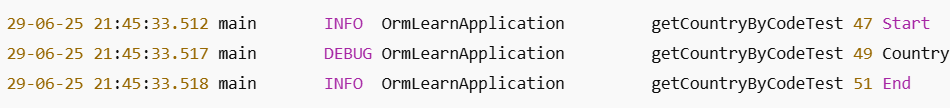 29-06-25 21:45:33.512 main       INFO  OrmLearnApplication       getCountryByCodeTest 47 Start
29-06-25 21:45:33.517 main       DEBUG OrmLearnApplication       getCountryByCodeTest 49 Country
29-06-25 21:45:33.518 main       INFO  OrmLearnApplication       getCountryByCodeTest 51 End